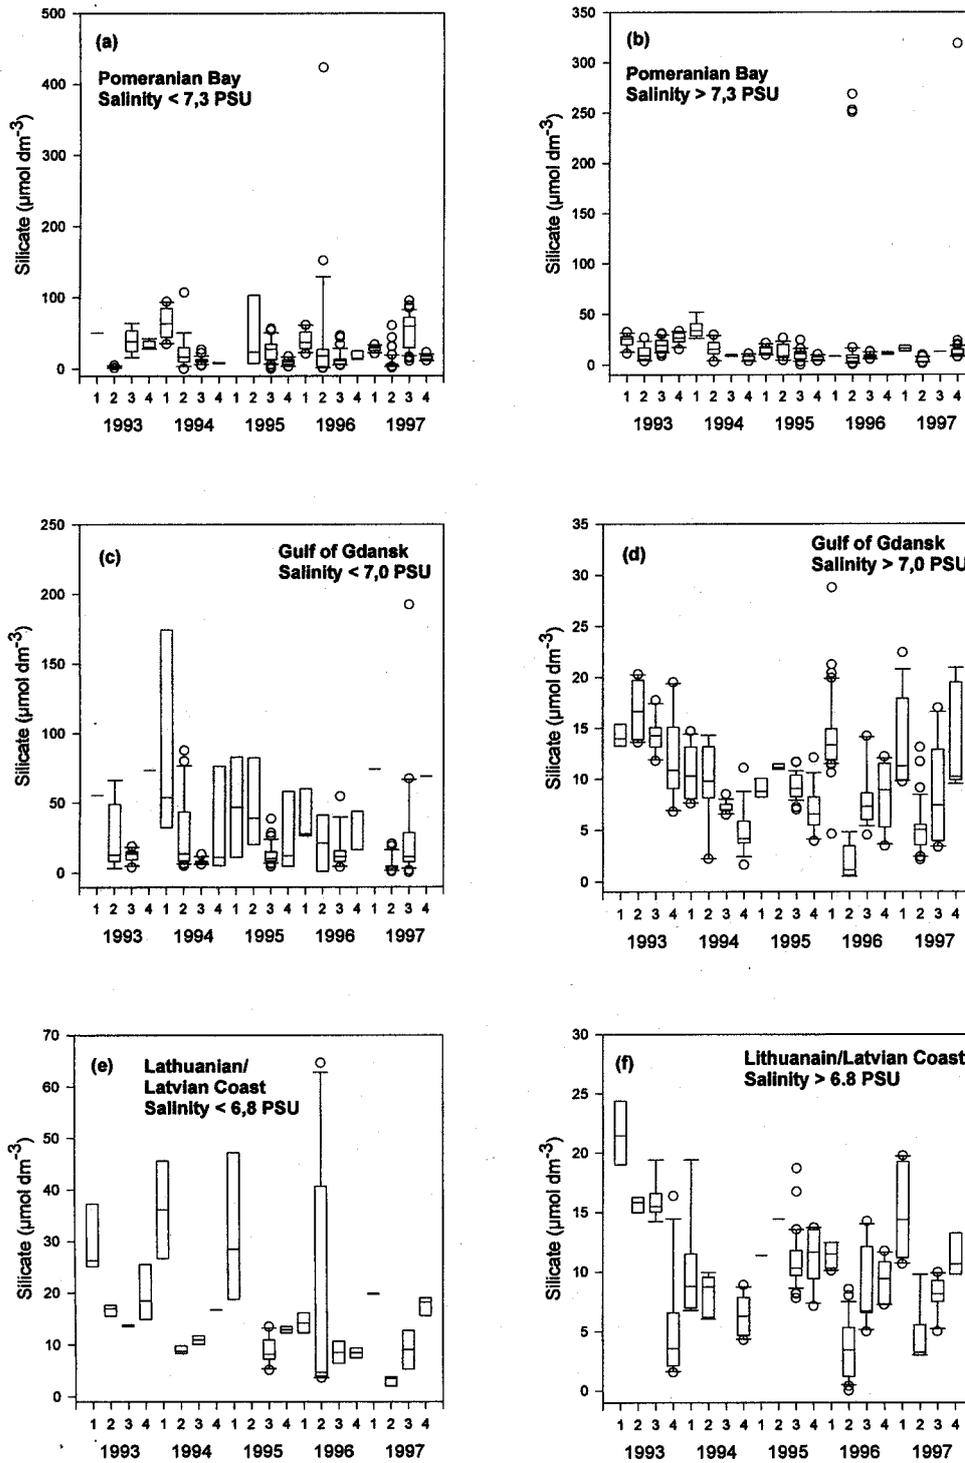 (a)
Pomeranian Bay
Salinity < 7,3 PSU
Silicate (µmol dm⁻³)
500
400
300
200
100
0
1 2 3 4 1 2 3 4 1 2 3 4 1 2 3 4 1 2 3 4
1993 1994 1995 1996 1997
(b)
Pomeranian Bay
Salinity > 7,3 PSU
Silicate (µmol dm⁻³)
350
300
250
200
150
100
50
0
1 2 3 4 1 2 3 4 1 2 3 4 1 2 3 4 1 2 3 4
1993 1994 1995 1996 1997
(c)
Gulf of Gdansk
Salinity < 7,0 PSU
Silicate (µmol dm⁻³)
250
200
150
100
50
0
1 2 3 4 1 2 3 4 1 2 3 4 1 2 3 4 1 2 3 4
1993 1994 1995 1996 1997
(d)
Gulf of Gdansk
Salinity > 7,0 PSU
Silicate (µmol dm⁻³)
35
30
25
20
15
10
5
0
1 2 3 4 1 2 3 4 1 2 3 4 1 2 3 4 1 2 3 4
1993 1994 1995 1996 1997
(e)
Lathuanian/
Latvian Coast
Salinity < 6,8 PSU
Silicate (µmol dm⁻³)
70
60
50
40
30
20
10
0
1 2 3 4 1 2 3 4 1 2 3 4 1 2 3 4 1 2 3 4
1993 1994 1995 1996 1997
(f)
Lithuanain/Latvian Coast
Salinity > 6.8 PSU
Silicate (µmol dm⁻³)
30
25
20
15
10
5
0
1 2 3 4 1 2 3 4 1 2 3 4 1 2 3 4 1 2 3 4
1993 1994 1995 1996 1997